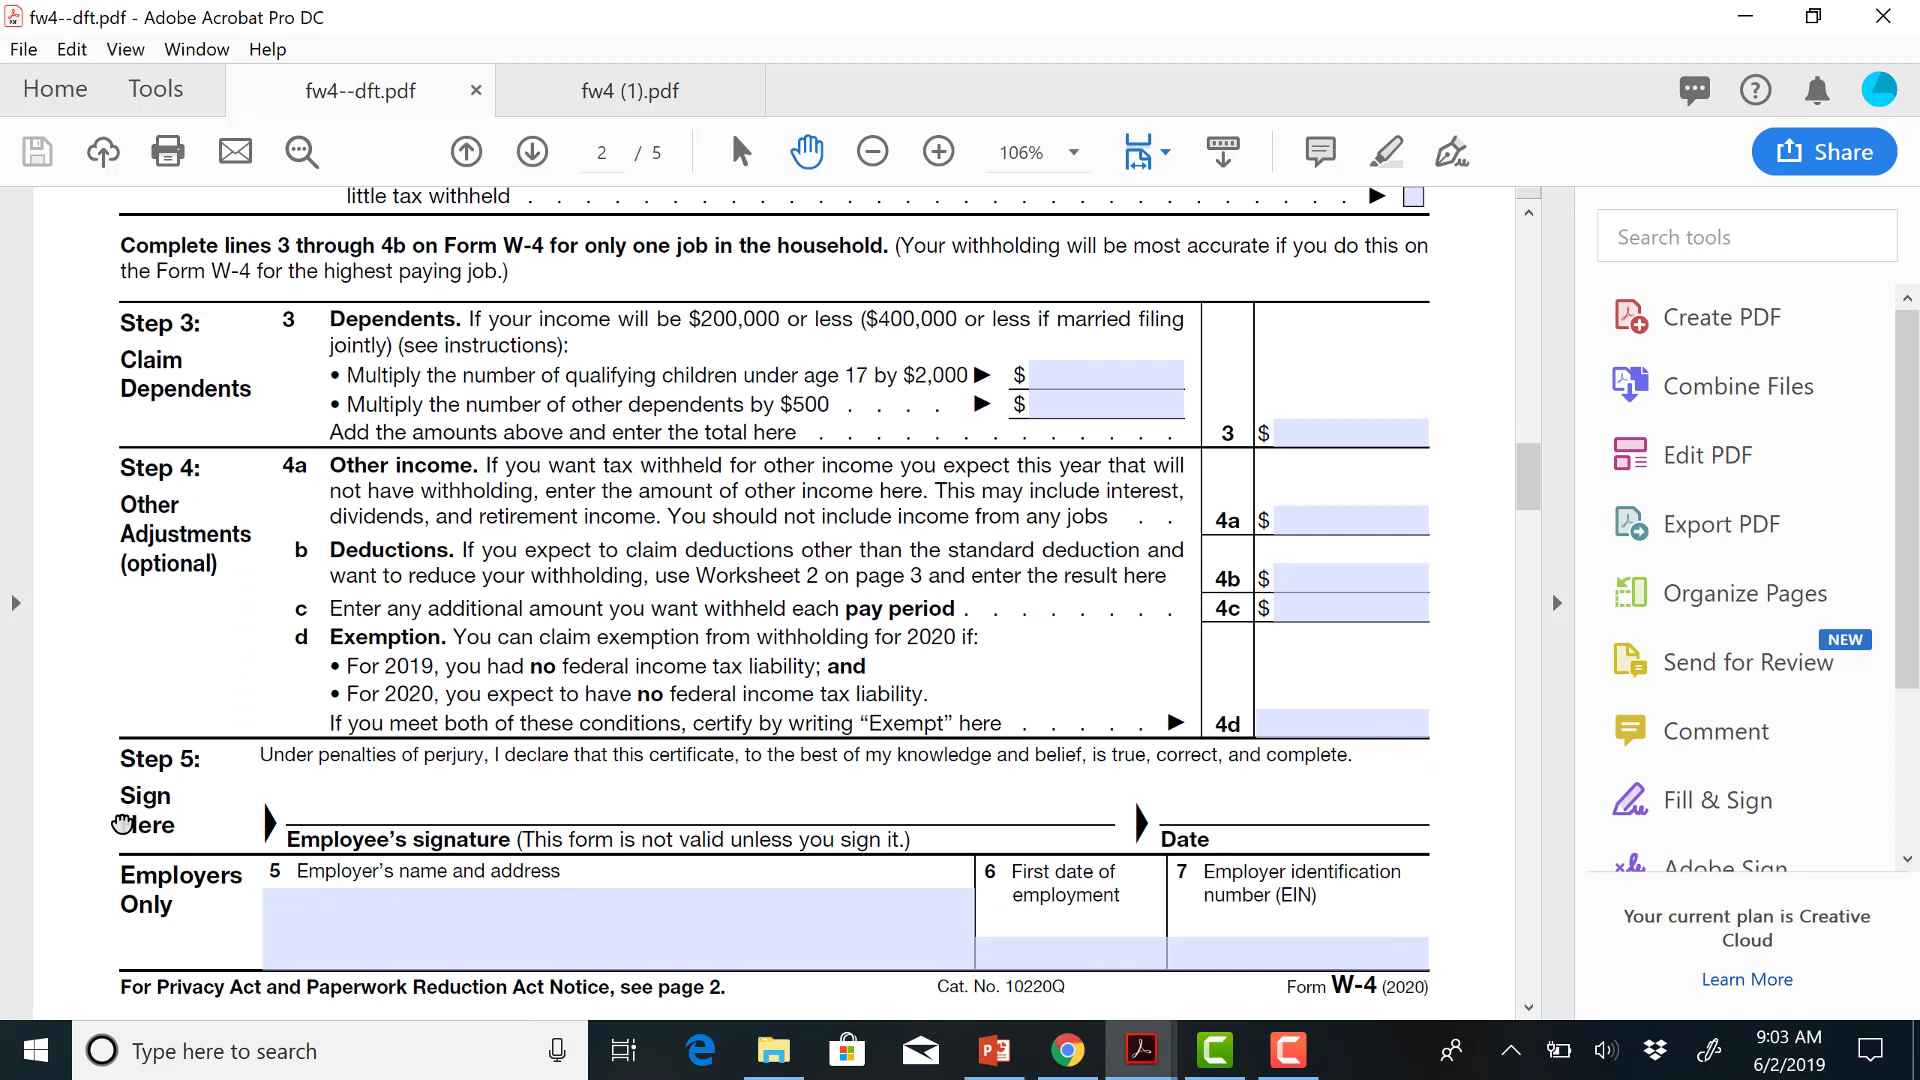 fw4--dft.pdf - Adobe Acrobat Pro DC
File Edit View Window Help
Home Tools fw4--dft.pdf × fw4 (1).pdf
2 / 5 106% Share
little tax withheld . . . . . . . . . . . . . . . . . . . . . . . . . . . . . ▶
Complete lines 3 through 4b on Form W-4 for only one job in the household. (Your withholding will be most accurate if you do this on
the Form W-4 for the highest paying job.)
Step 3:
Claim
Dependents
3 Dependents. If your income will be $200,000 or less ($400,000 or less if married filing
jointly) (see instructions):
• Multiply the number of qualifying children under age 17 by $2,000 ▶ $
• Multiply the number of other dependents by $500 . . . . ▶ $
Add the amounts above and enter the total here . . . . . . . . . . . . . 3 $
Step 4:
Other
Adjustments
(optional)
4a Other income. If you want tax withheld for other income you expect this year that will
not have withholding, enter the amount of other income here. This may include interest,
dividends, and retirement income. You should not include income from any jobs . . 4a $
b Deductions. If you expect to claim deductions other than the standard deduction and
want to reduce your withholding, use Worksheet 2 on page 3 and enter the result here 4b $
c Enter any additional amount you want withheld each pay period . . . . . . . . 4c $
d Exemption. You can claim exemption from withholding for 2020 if:
• For 2019, you had no federal income tax liability; and
• For 2020, you expect to have no federal income tax liability.
If you meet both of these conditions, certify by writing “Exempt” here . . . . . ▶ 4d
Step 5:
Sign
Here
Under penalties of perjury, I declare that this certificate, to the best of my knowledge and belief, is true, correct, and complete.
Employee’s signature (This form is not valid unless you sign it.) Date
Employers
Only
5 Employer’s name and address
6 First date of
employment
7 Employer identification
number (EIN)
For Privacy Act and Paperwork Reduction Act Notice, see page 2. Cat. No. 10220Q Form W-4 (2020)
Search tools
Create PDF
Combine Files
Edit PDF
Export PDF
Organize Pages
NEW
Send for Review
Comment
Fill & Sign
Adobe Sign
Your current plan is Creative
Cloud
Learn More
Type here to search
9:03 AM
6/2/2019